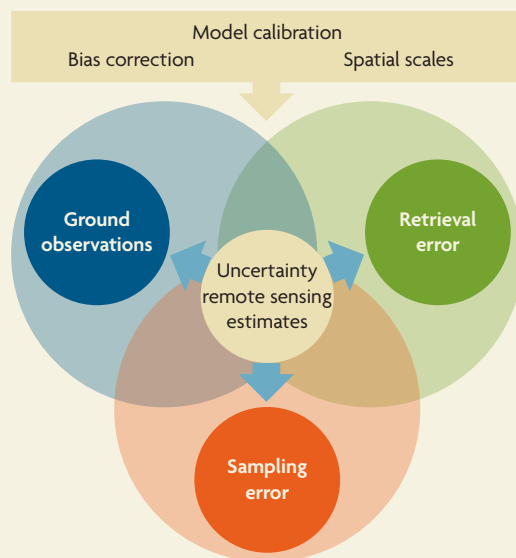 Model calibration
Bias correction
Spatial scales
Ground
observations
Retrieval
error
Uncertainty
remote sensing
estimates
Sampling
error